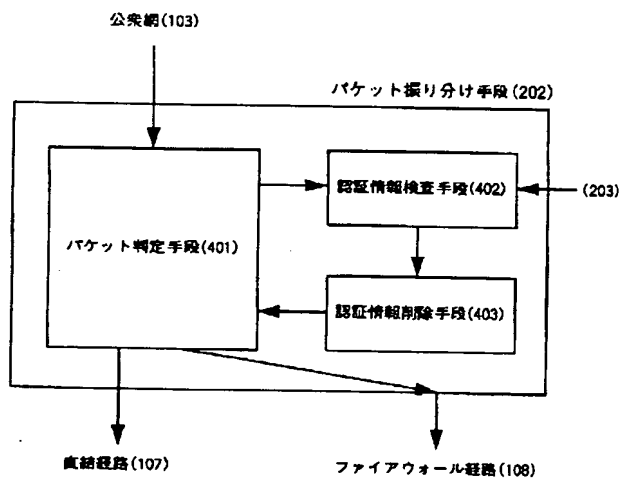 公衆網(103)
パケット振り分け手段(202)
認証情報検査手段(402)
(203)
パケット判定手段(401)
認証情報削除手段(403)
直結経路(107)
ファイアウォール経路(108)